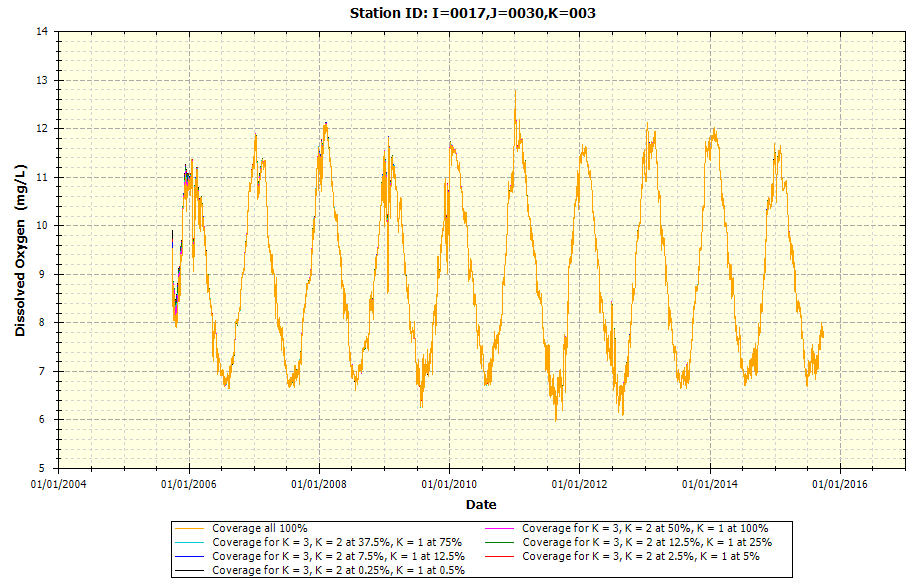 Station ID: I=0017,J=0030,K=003
14
13
12
11
10
9
8
7
6
5
Dissolved Oxygen (mg/L)
01/01/2004 01/01/2006 01/01/2008 01/01/2010 01/01/2012 01/01/2014 01/01/2016
Date
Coverage all 100% Coverage for K = 3, K = 2 at 50%, K = 1 at 100%
Coverage for K = 3, K = 2 at 37.5%, K = 1 at 75% Coverage for K = 3, K = 2 at 12.5%, K = 1 at 25%
Coverage for K = 3, K = 2 at 7.5%, K = 1 at 12.5% Coverage for K = 3, K = 2 at 2.5%, K = 1 at 5%
Coverage for K = 3, K = 2 at 0.25%, K = 1 at 0.5%